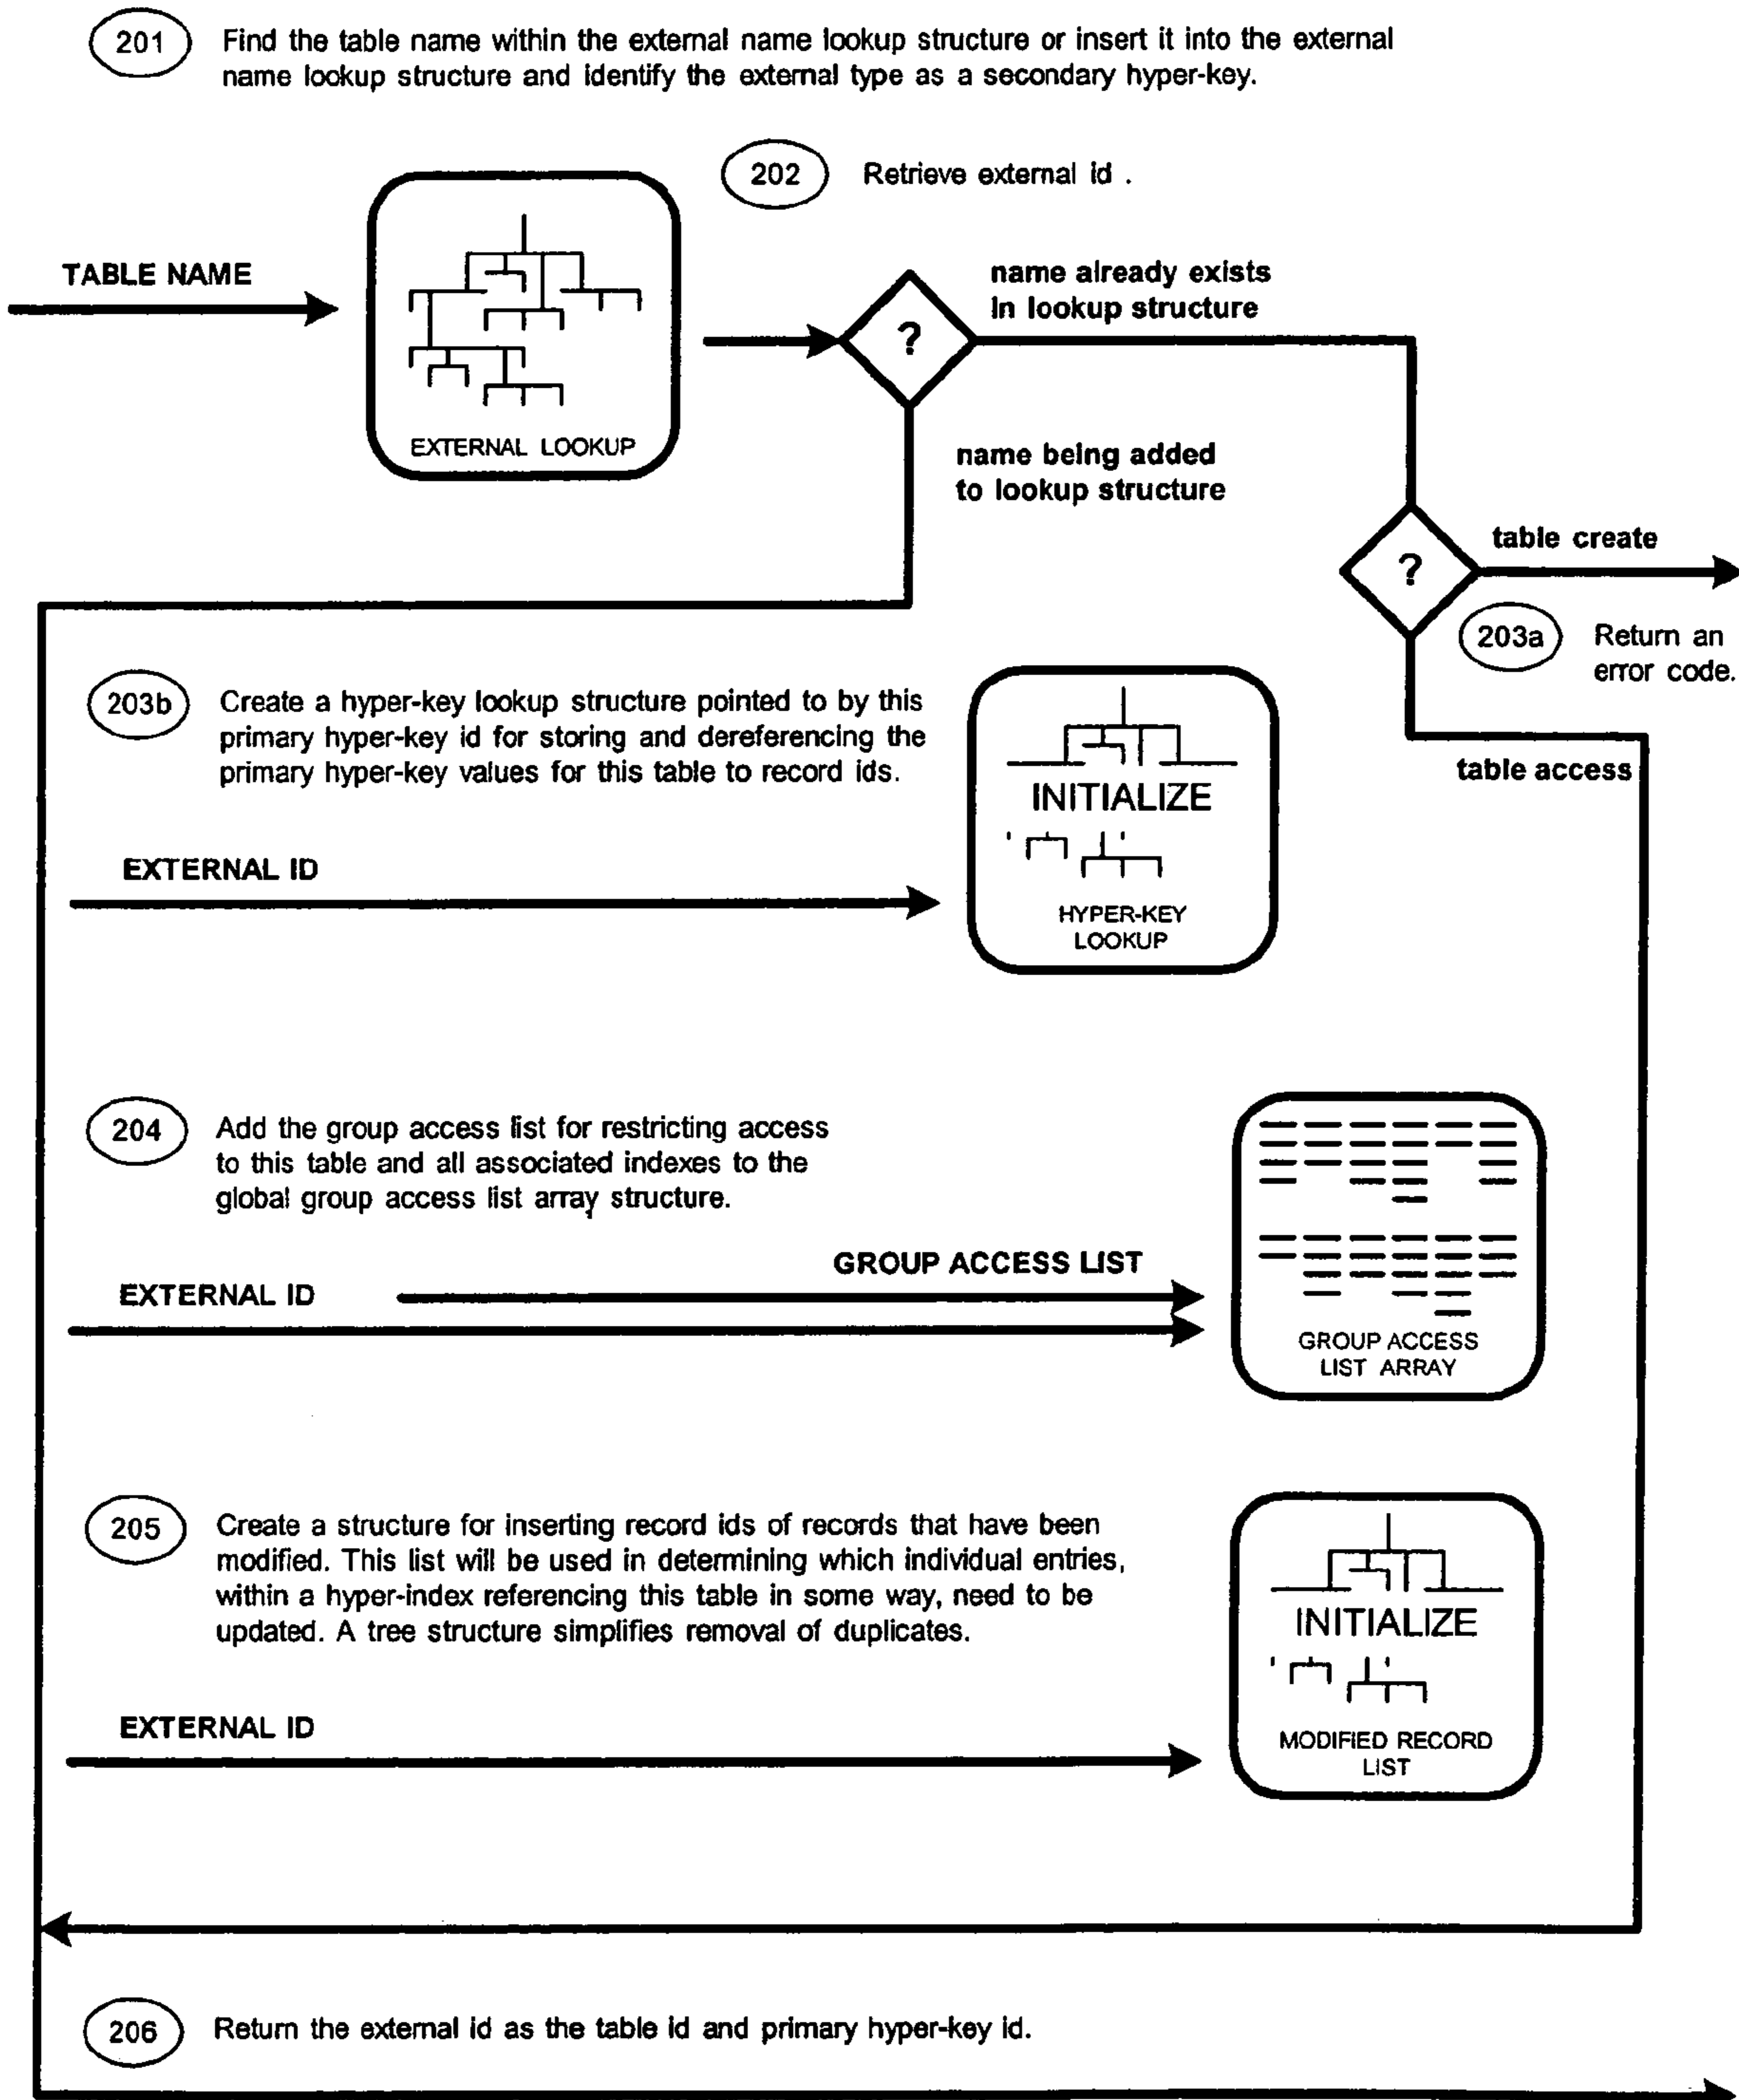 201
Find the table name within the external name lookup structure or insert it into the external
name lookup structure and identify the external type as a secondary hyper-key.
202
Retrieve external id .
TABLE NAME
EXTERNAL LOOKUP
?
name already exists
in lookup structure
name being added
to lookup structure
?
table create
203a
Return an
error code.
table access
203b
Create a hyper-key lookup structure pointed to by this
primary hyper-key id for storing and dereferencing the
primary hyper-key values for this table to record ids.
EXTERNAL ID
INITIALIZE
HYPER-KEY
LOOKUP
204
Add the group access list for restricting access
to this table and all associated indexes to the
global group access list array structure.
GROUP ACCESS LIST
EXTERNAL ID
GROUP ACCESS
LIST ARRAY
205
Create a structure for inserting record ids of records that have been
modified. This list will be used in determining which individual entries,
within a hyper-index referencing this table in some way, need to be
updated. A tree structure simplifies removal of duplicates.
EXTERNAL ID
INITIALIZE
MODIFIED RECORD
LIST
206
Return the external id as the table id and primary hyper-key id.